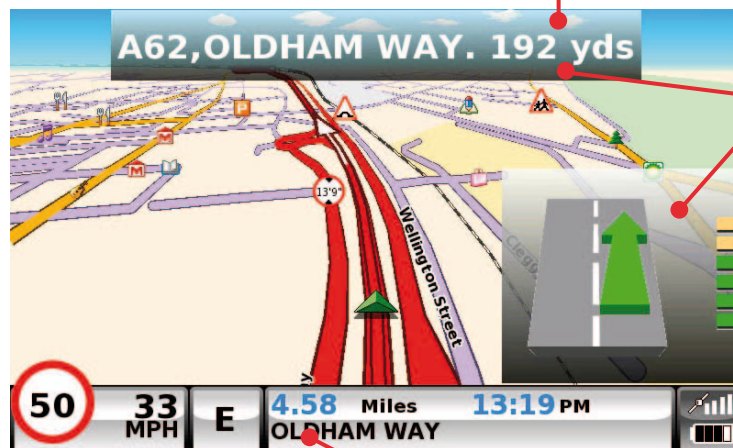 A62,OLDHAM WAY. 192 yds
P
M
M
13'9"
Wellington Street
Clegg
y
50
33
MPH
E
4.58 Miles 13:19 PM
OLDHAM WAY